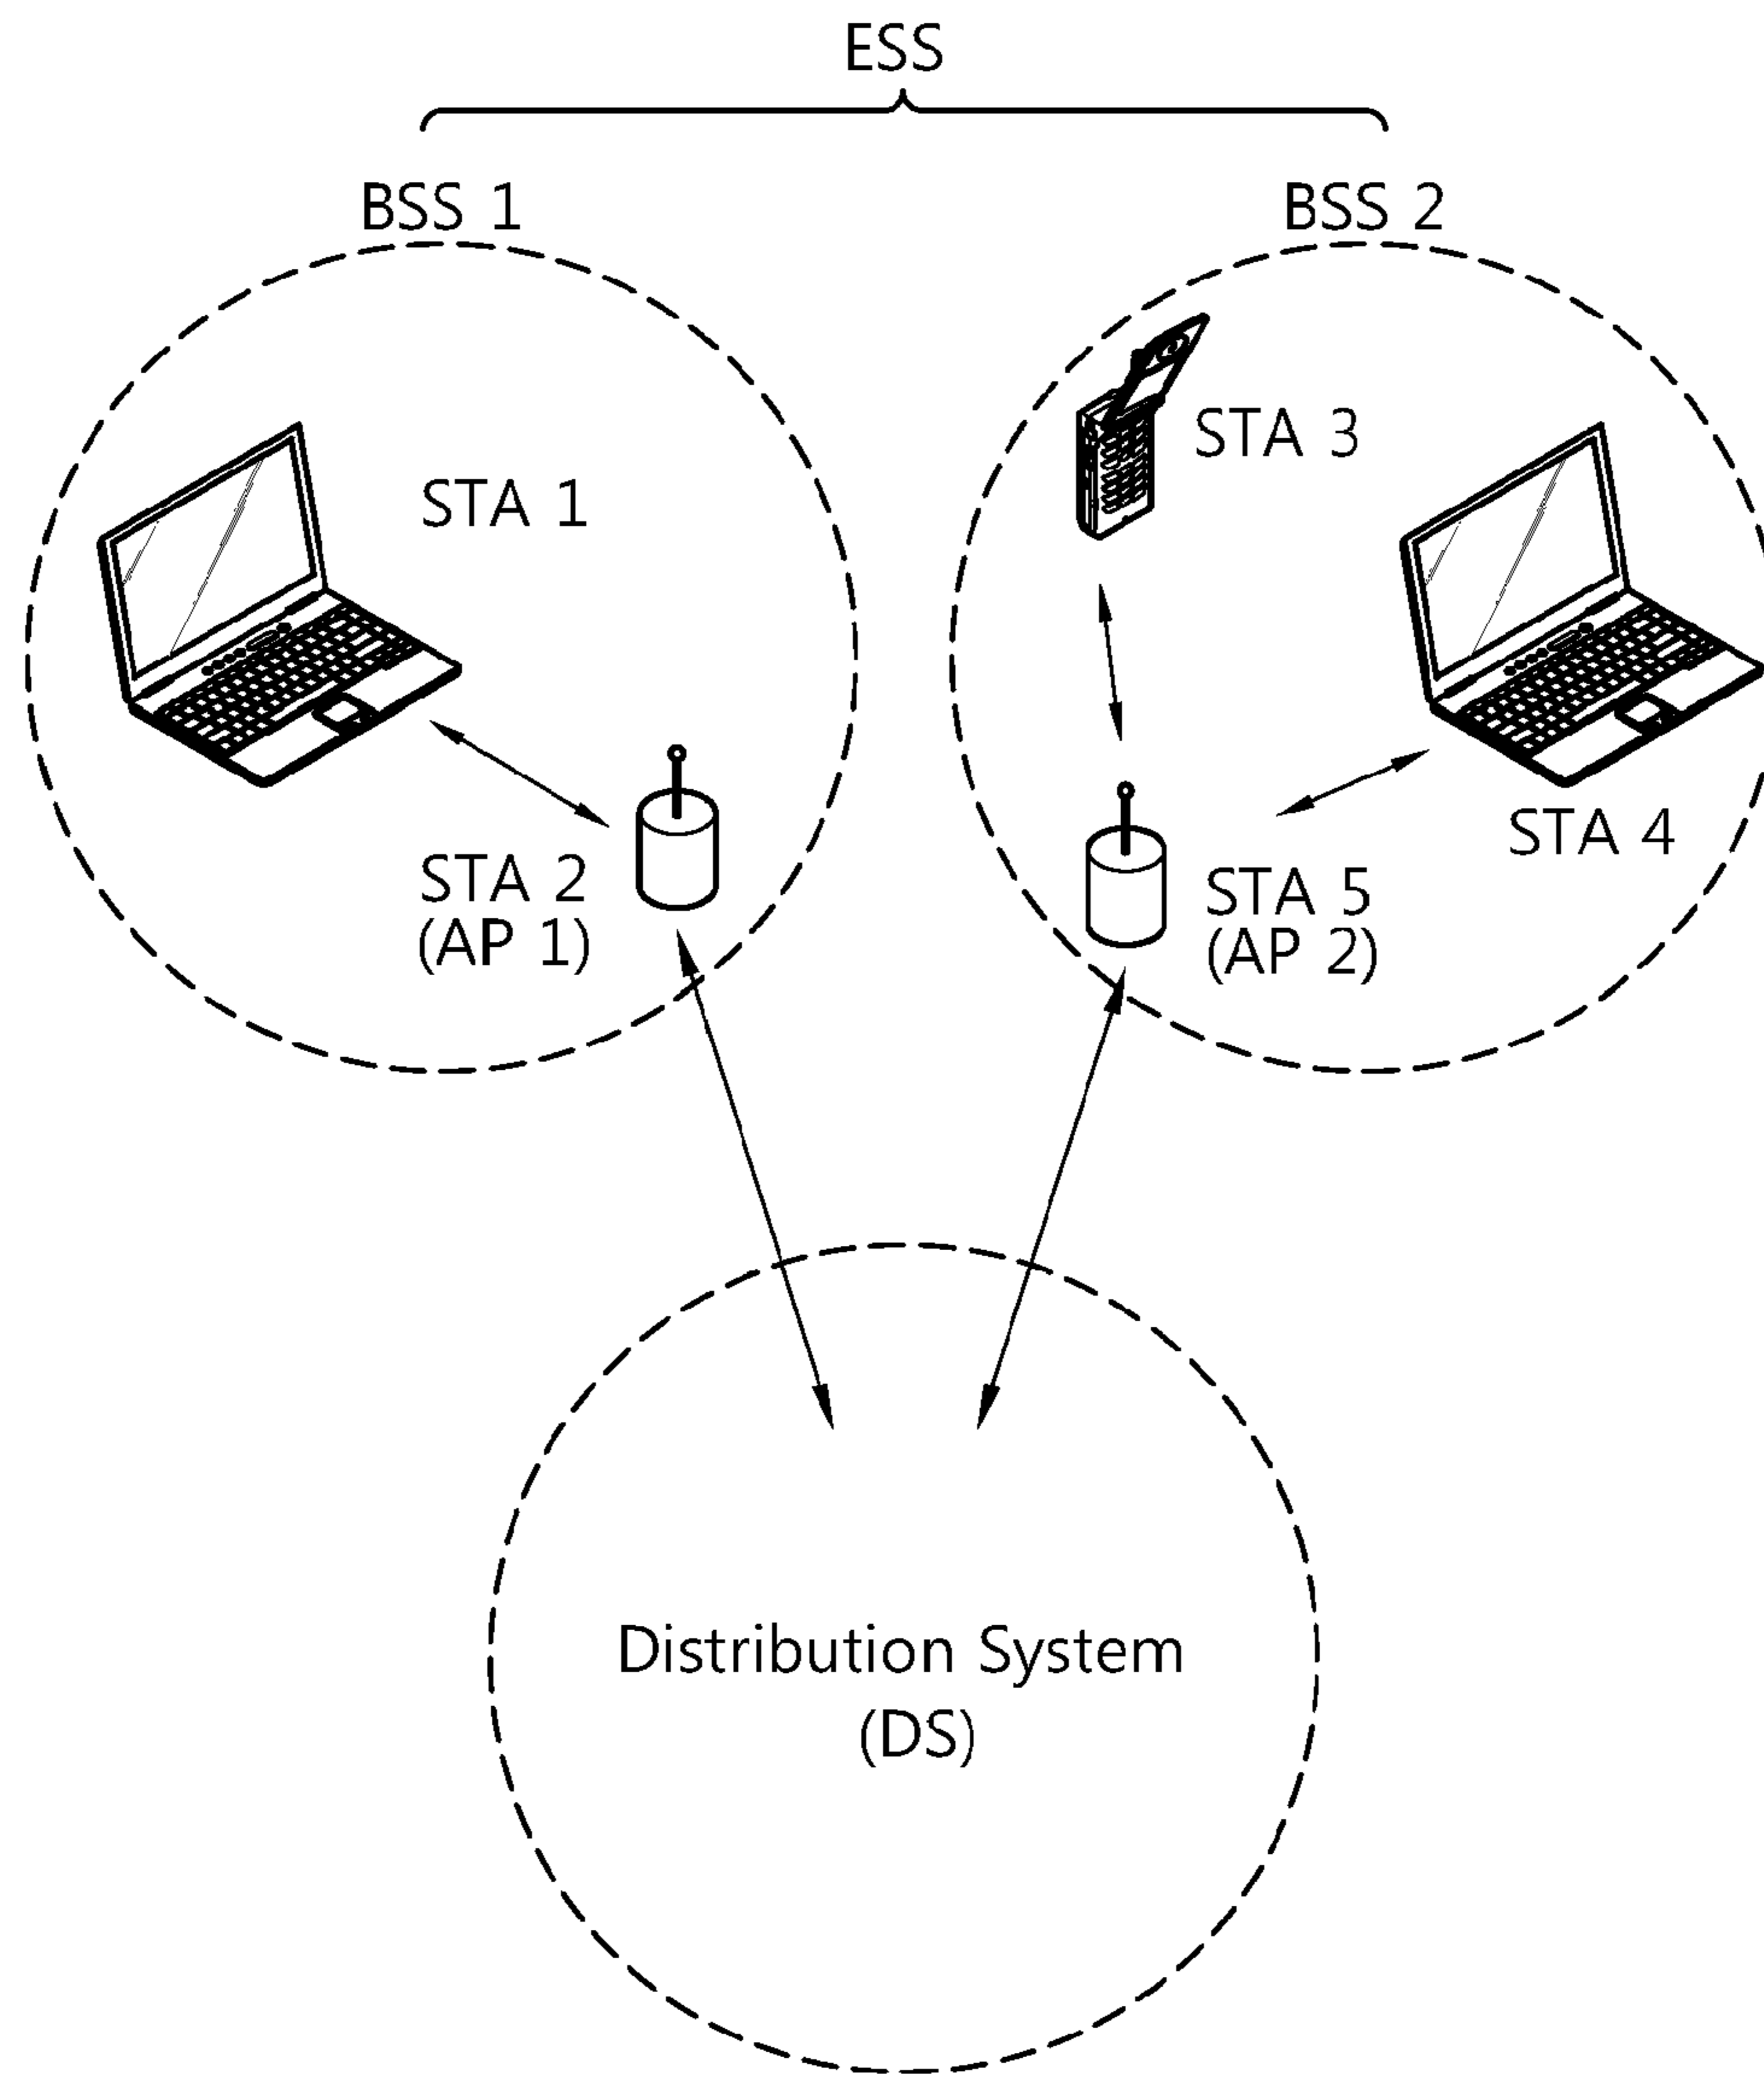 ESS
BSS 1
BSS 2
STA 1
STA 2
(AP 1)
STA 3
STA 4
STA 5
(AP 2)
Distribution System
(DS)